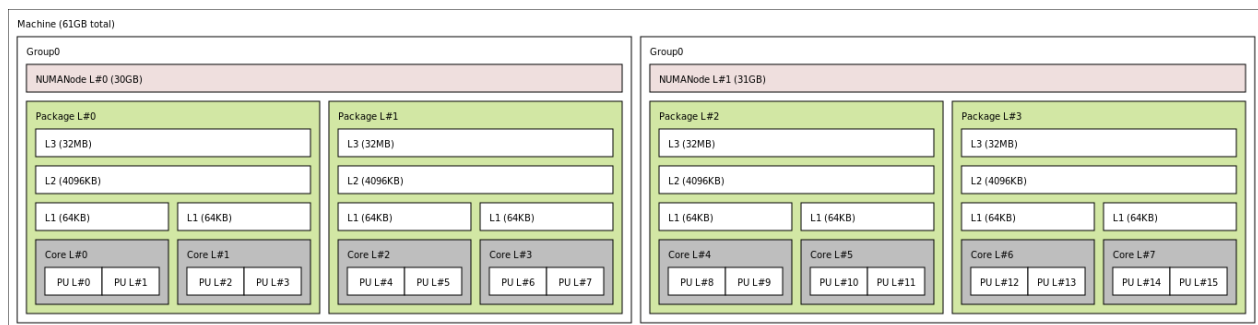 Machine (61GB total)
Group0
NUMANode L#0 (30GB)
Package L#0
L3 (32MB)
L2 (4096KB)
L1 (64KB)
L1 (64KB)
Core L#0
PU L#0
PU L#1
Core L#1
PU L#2
PU L#3
Package L#1
L3 (32MB)
L2 (4096KB)
L1 (64KB)
L1 (64KB)
Core L#2
PU L#4
PU L#5
Core L#3
PU L#6
PU L#7
Group0
NUMANode L#1 (31GB)
Package L#2
L3 (32MB)
L2 (4096KB)
L1 (64KB)
L1 (64KB)
Core L#4
PU L#8
PU L#9
Core L#5
PU L#10
PU L#11
Package L#3
L3 (32MB)
L2 (4096KB)
L1 (64KB)
L1 (64KB)
Core L#6
PU L#12
PU L#13
Core L#7
PU L#14
PU L#15